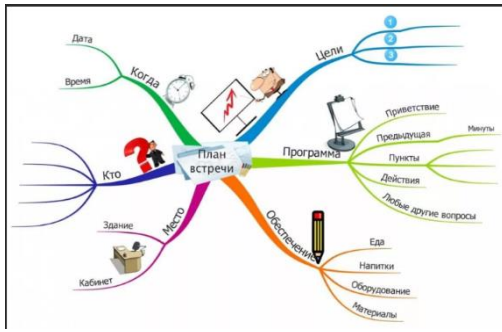 План
встречи
Когда
Дата
Время
Цели
1
2
3
Программа
Приветствие
Предыдущая
Минуты
Пункты
Действия
Любые другие вопросы
Обеспечение
Еда
Напитки
Оборудование
Материалы
Место
Здание
Кабинет
Кто